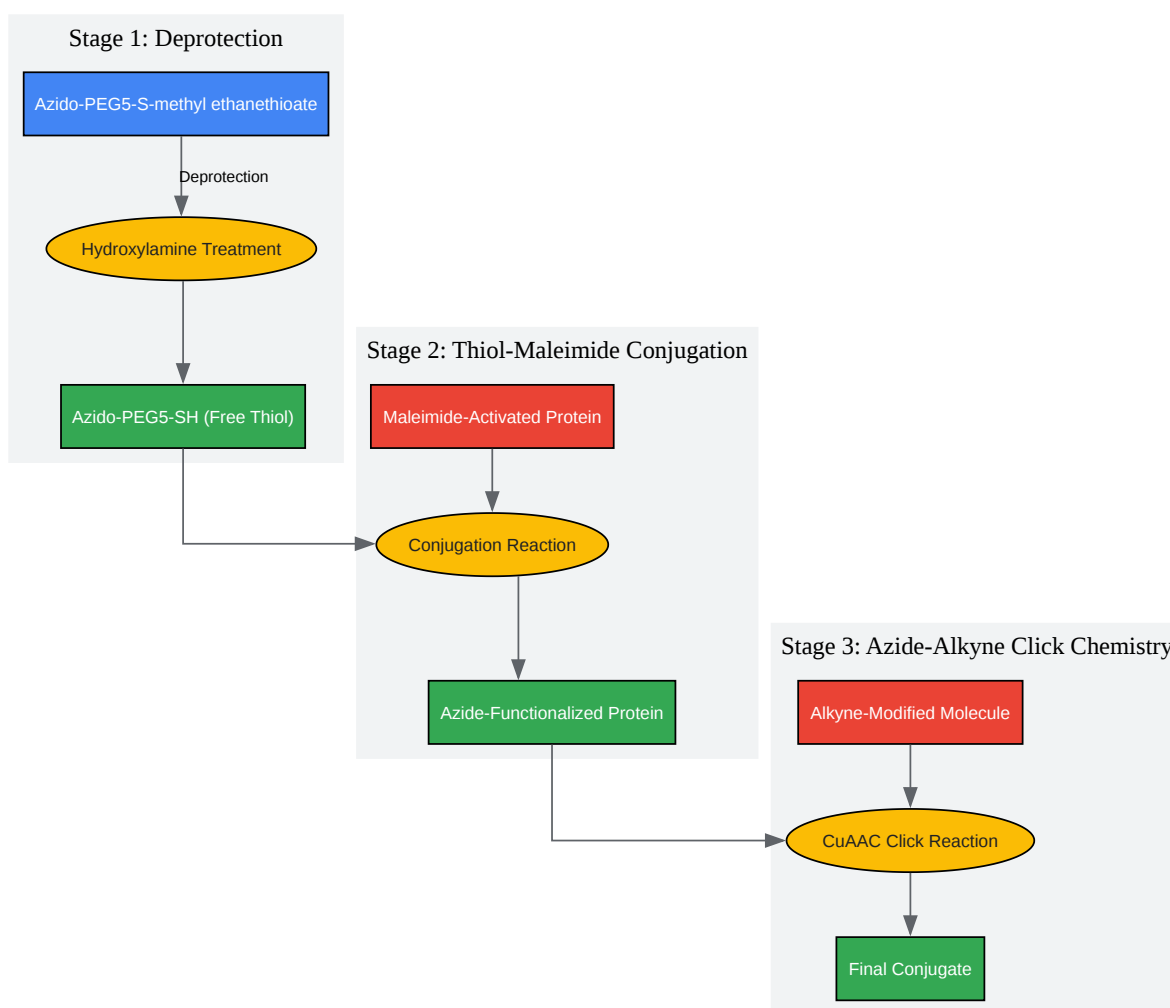 Stage 1: Deprotection
Azido-PEG5-S-methyl ethanethioate
Deprotection
Hydroxylamine Treatment
Azido-PEG5-SH (Free Thiol)
Stage 2: Thiol-Maleimide Conjugation
Maleimide-Activated Protein
Conjugation Reaction
Azide-Functionalized Protein
Stage 3: Azide-Alkyne Click Chemistry
Alkyne-Modified Molecule
CuAAC Click Reaction
Final Conjugate